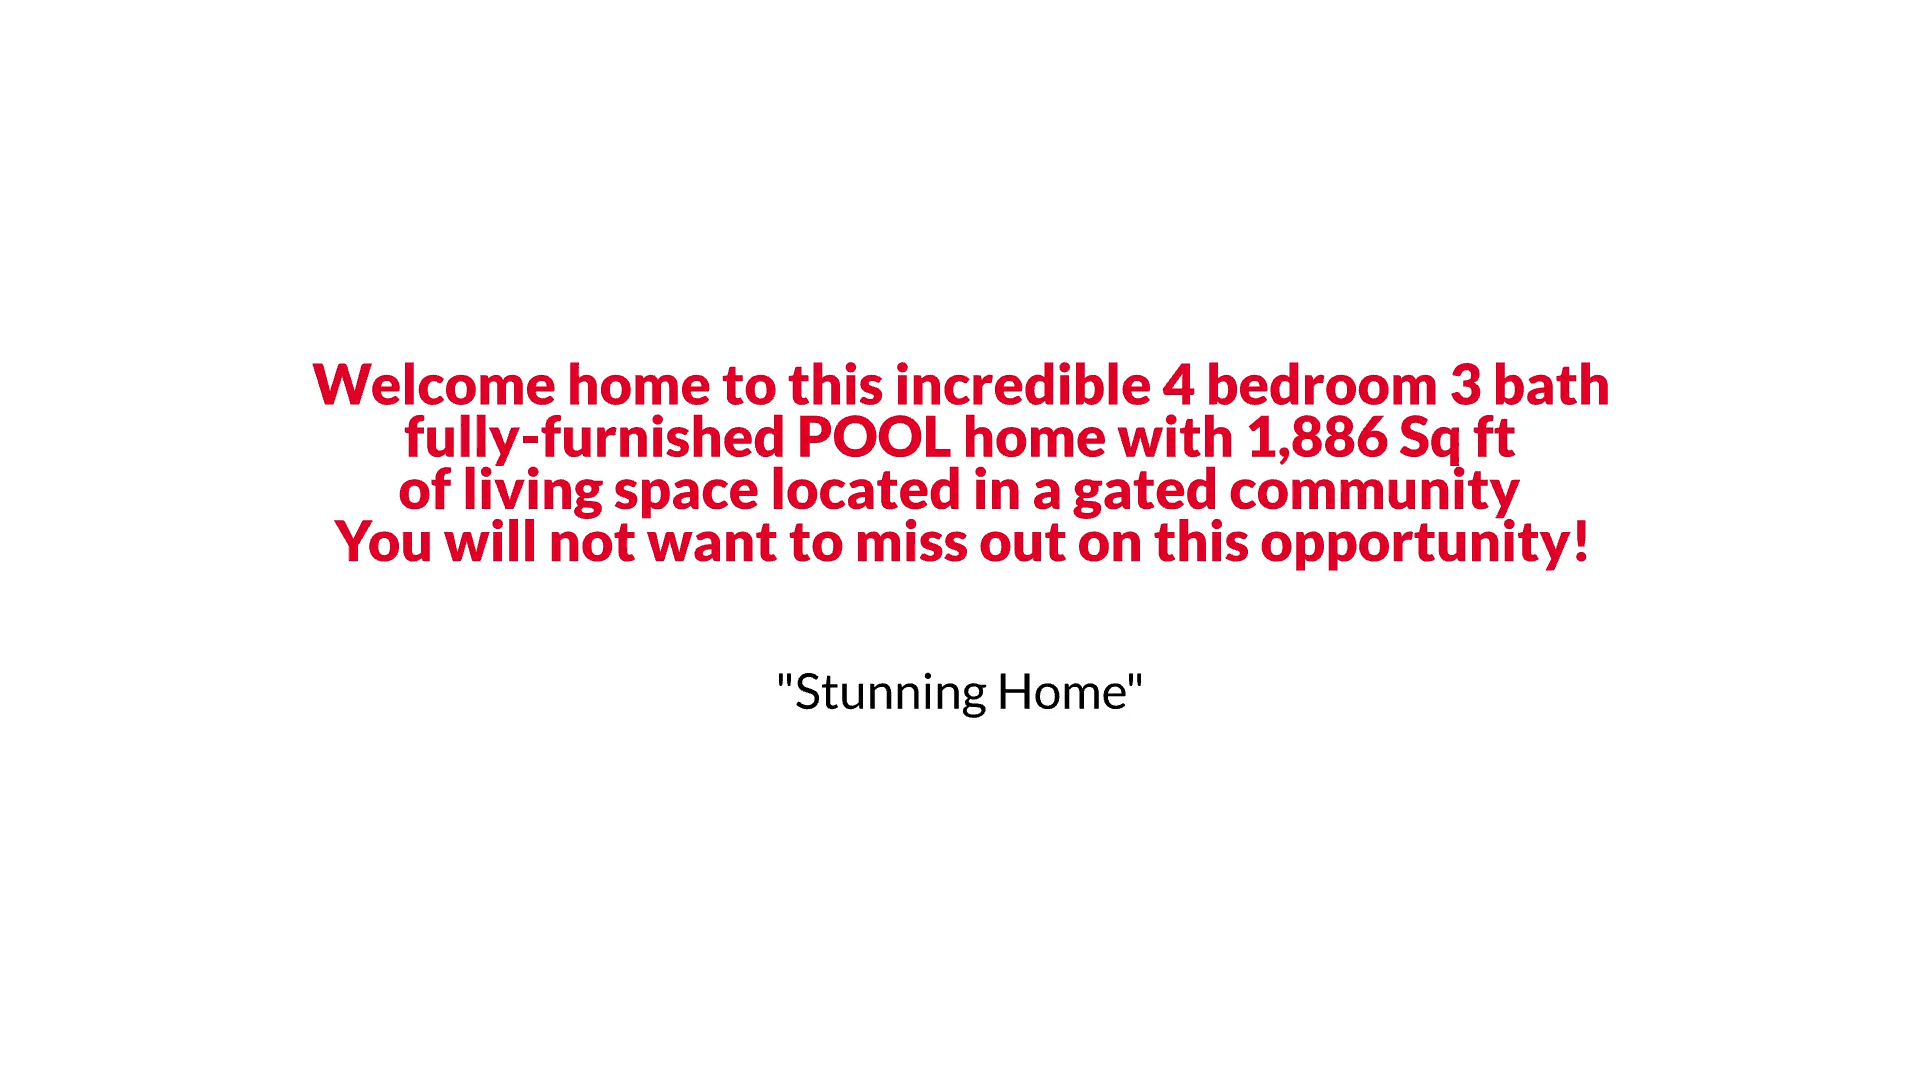 Welcome home to this incredible 4 bedroom 3 bath
fully-furnished POOL home with 1,886 Sq ft
of living space located in a gated community
You will not want to miss out on this opportunity!
"Stunning Home"